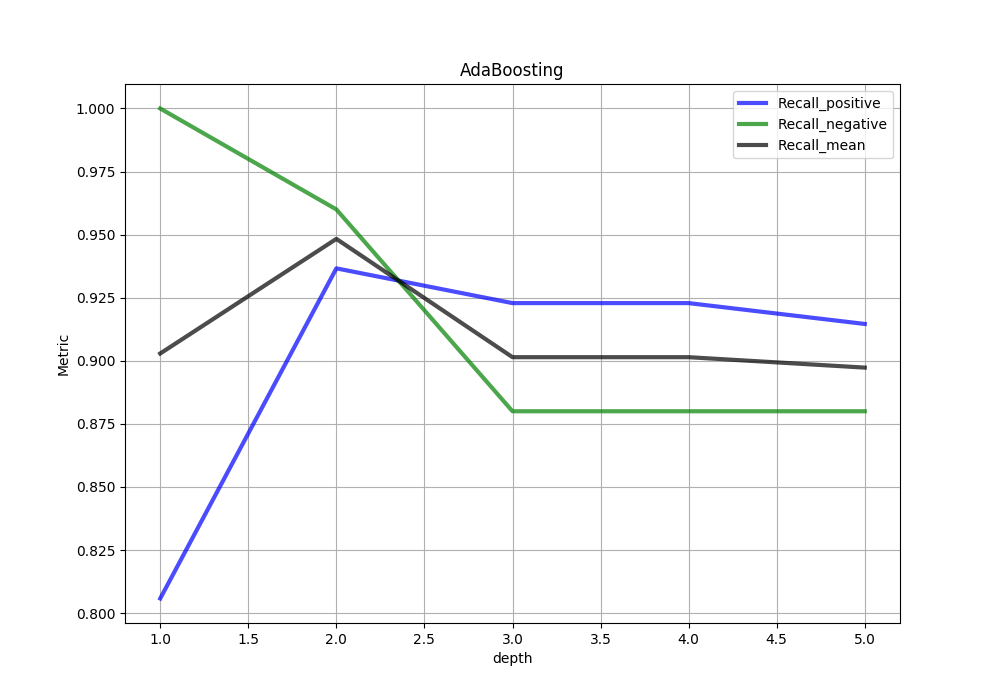 AdaBoosting
Recall_positive
Recall_negative
Recall_mean
1.000
0.975
0.950
0.925
0.900
0.875
0.850
0.825
0.800
Metric
1.0 1.5 2.0 2.5 3.0 3.5 4.0 4.5 5.0
depth